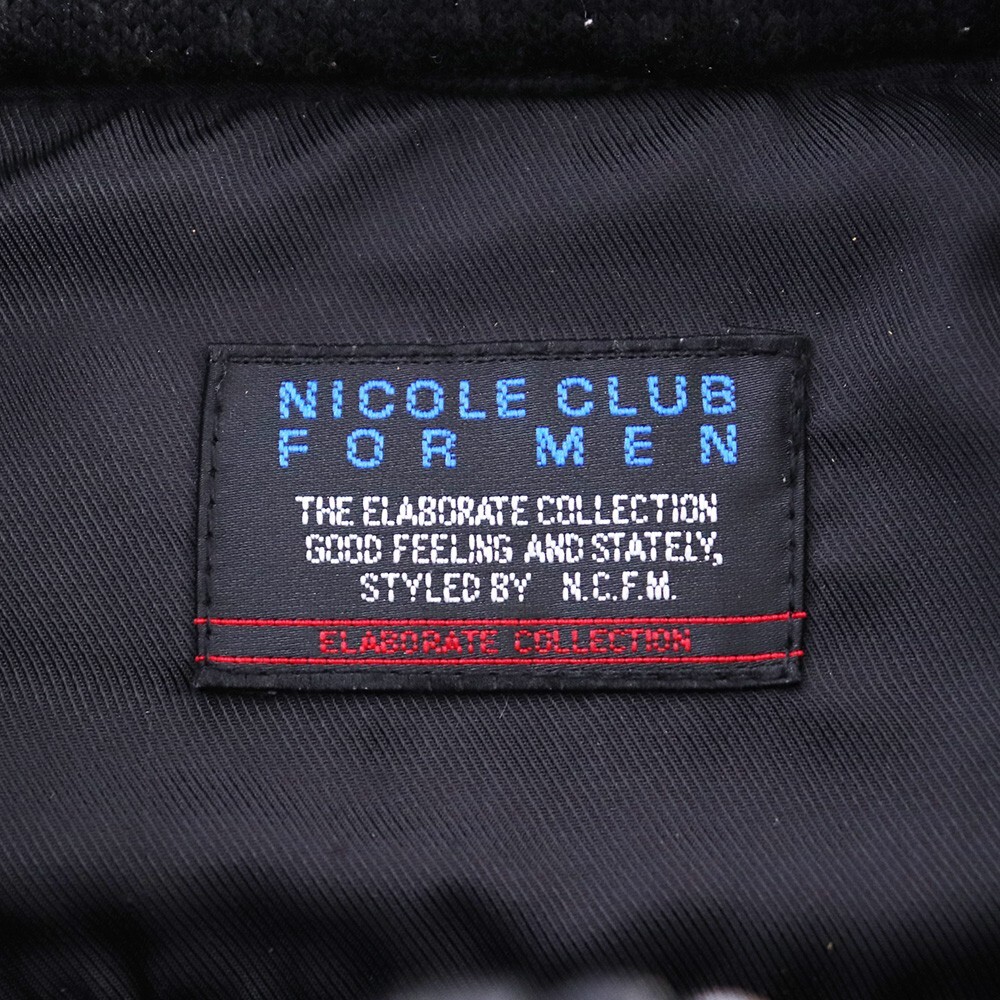 NICOLE CLUB
FOR MEN
THE ELABORATE COLLECTION
GOOD FEELING AND STATELY,
STYLED BY N.C.F.M.
ELABORATE COLLECTION